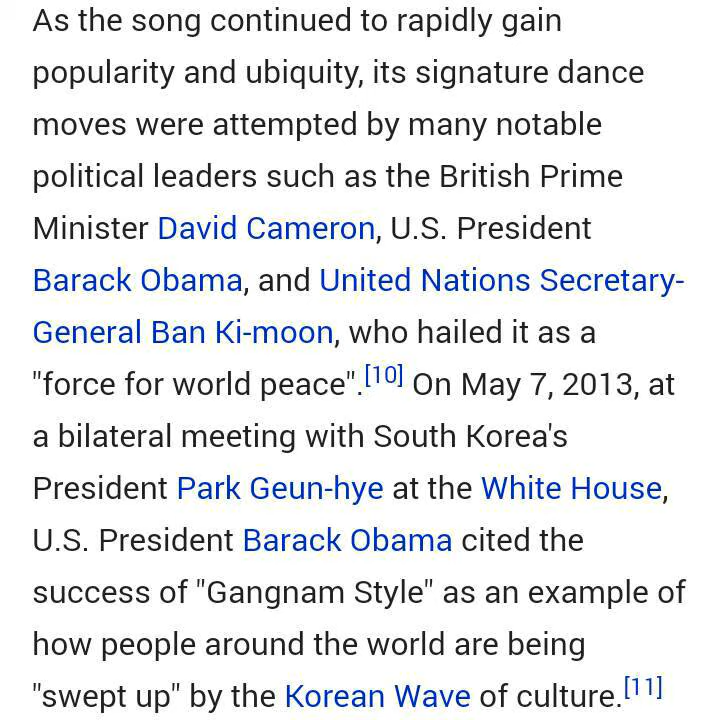 As the song continued to rapidly gain
popularity and ubiquity, its signature dance
moves were attempted by many notable
political leaders such as the British Prime
Minister David Cameron, U.S. President
Barack Obama, and United Nations Secretary-
General Ban Ki-moon, who hailed it as a
"force for world peace".[10] On May 7, 2013, at
a bilateral meeting with South Korea's
President Park Geun-hye at the White House,
U.S. President Barack Obama cited the
success of "Gangnam Style" as an example of
how people around the world are being
"swept up" by the Korean Wave of culture.[11]